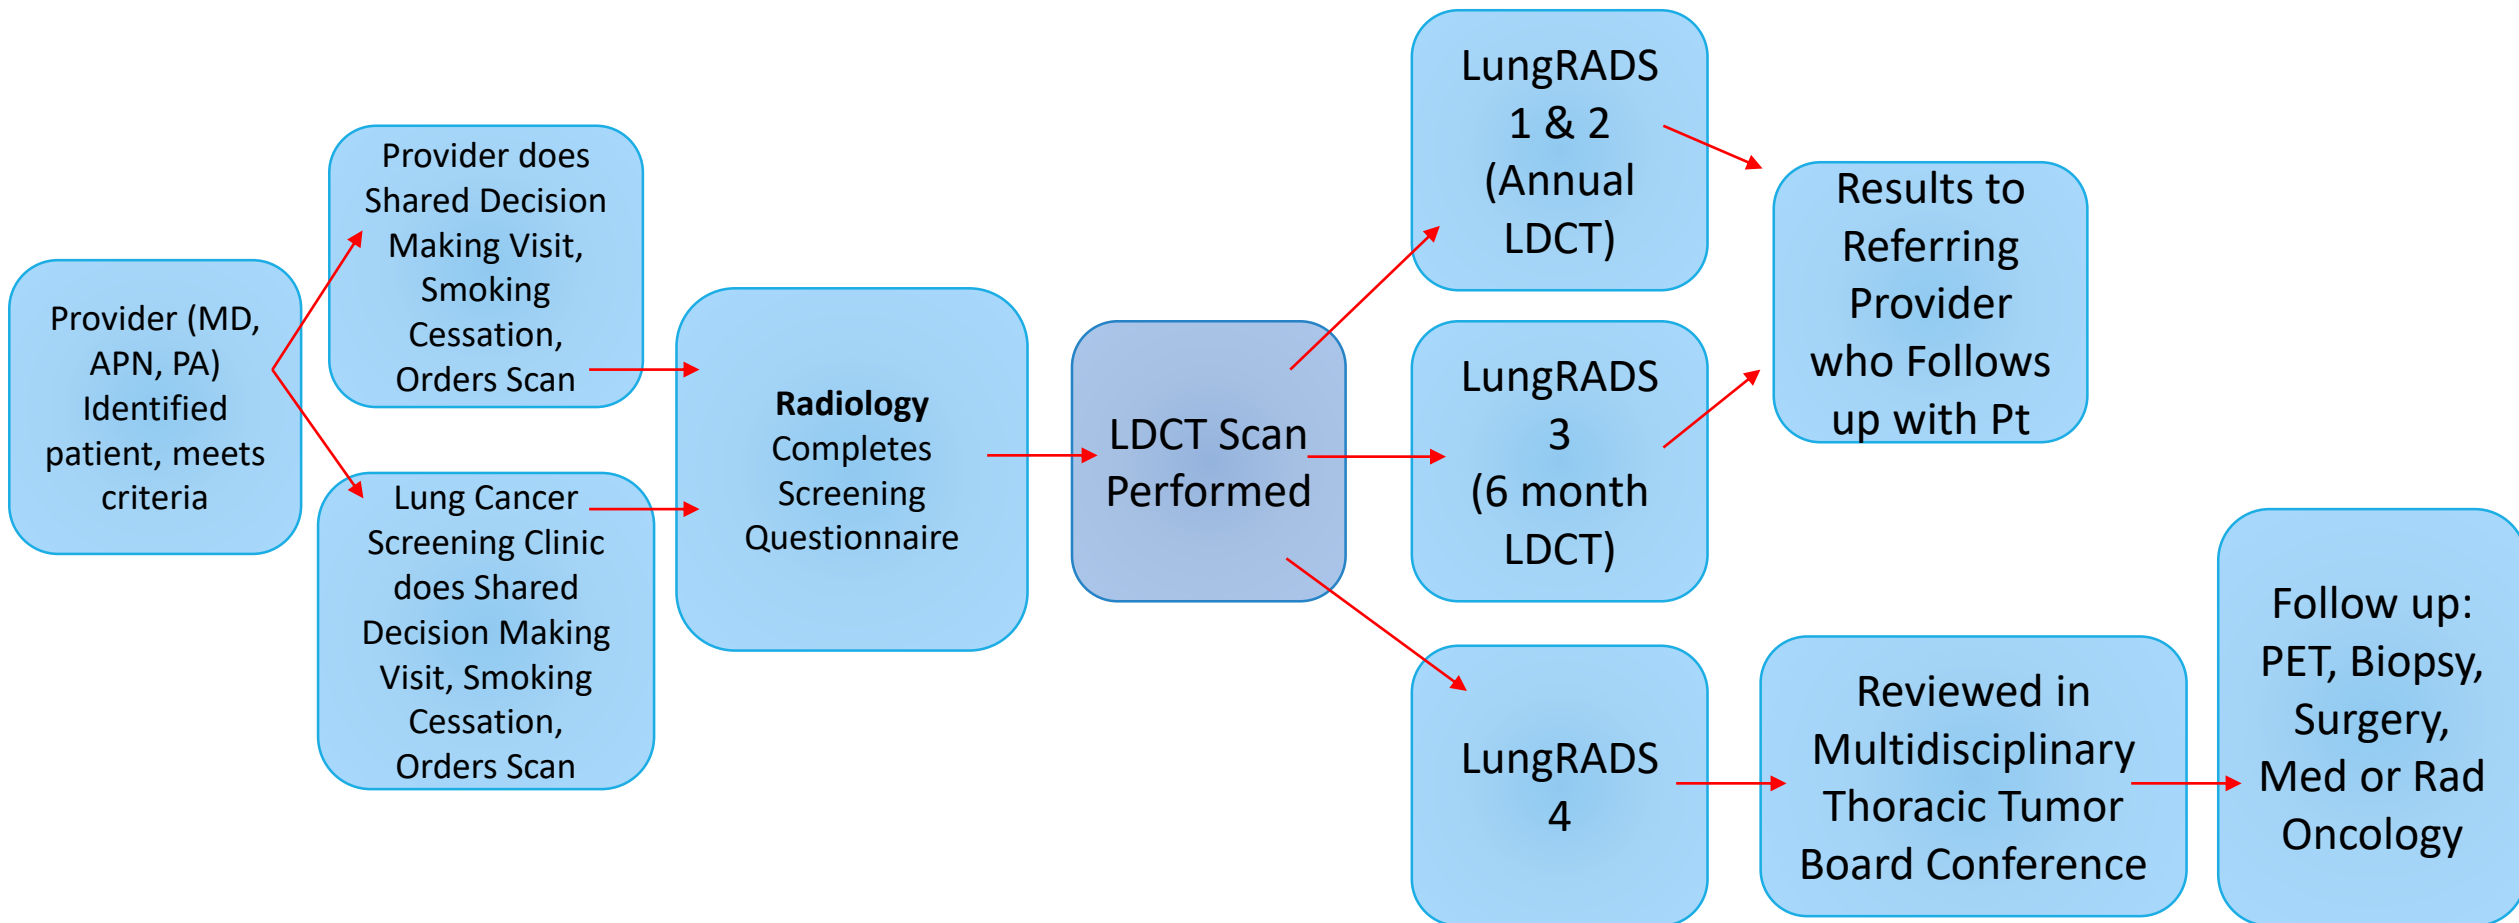 Provider (MD,
APN, PA)
Identified
patient, meets
criteria
Provider does
Shared Decision
Making Visit,
Smoking
Cessation,
Orders Scan
Lung Cancer
Screening Clinic
does Shared
Decision Making
Visit, Smoking
Cessation,
Orders Scan
Radiology
Completes
Screening
Questionnaire
LDCT Scan
Performed
LungRADS
1 & 2
(Annual
LDCT)
LungRADS
3
(6 month
LDCT)
LungRADS
4
Results to
Referring
Provider
who Follows
up with Pt
Reviewed in
Multidisciplinary
Thoracic Tumor
Board Conference
Follow up:
PET, Biopsy,
Surgery,
Med or Rad
Oncology